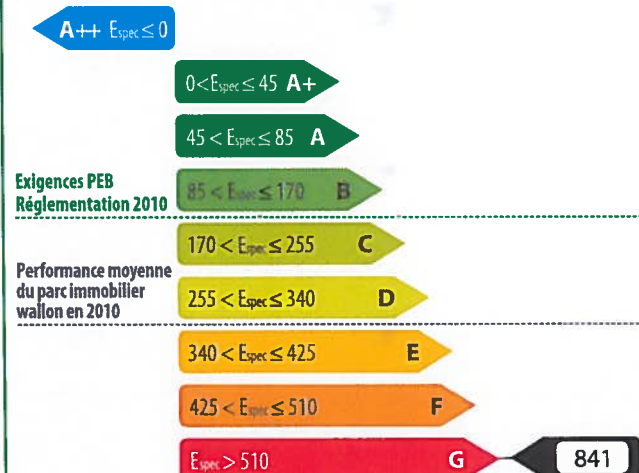 A++ Espec ≤ 0
0<Espec ≤ 45 A+
45 < Espec ≤ 85 A
Exigences PEB
Réglementation 2010
85 < Espec ≤ 170 B
170 < Espec ≤ 255 C
Performance moyenne
du parc immobilier
wallon en 2010
255 < Espec ≤ 340 D
340 < Espec ≤ 425 E
425 < Espec ≤ 510 F
Espec > 510 G 841